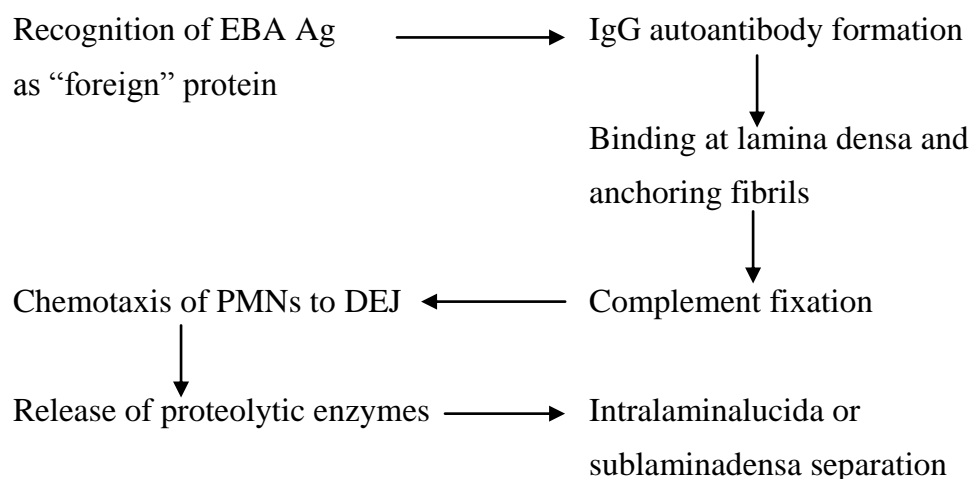 Recognition of EBA Ag
as “foreign” protein
IgG autoantibody formation
Binding at lamina densa and
anchoring fibrils
Complement fixation
Chemotaxis of PMNs to DEJ
Release of proteolytic enzymes
Intralaminalucida or
sublaminadensa separation